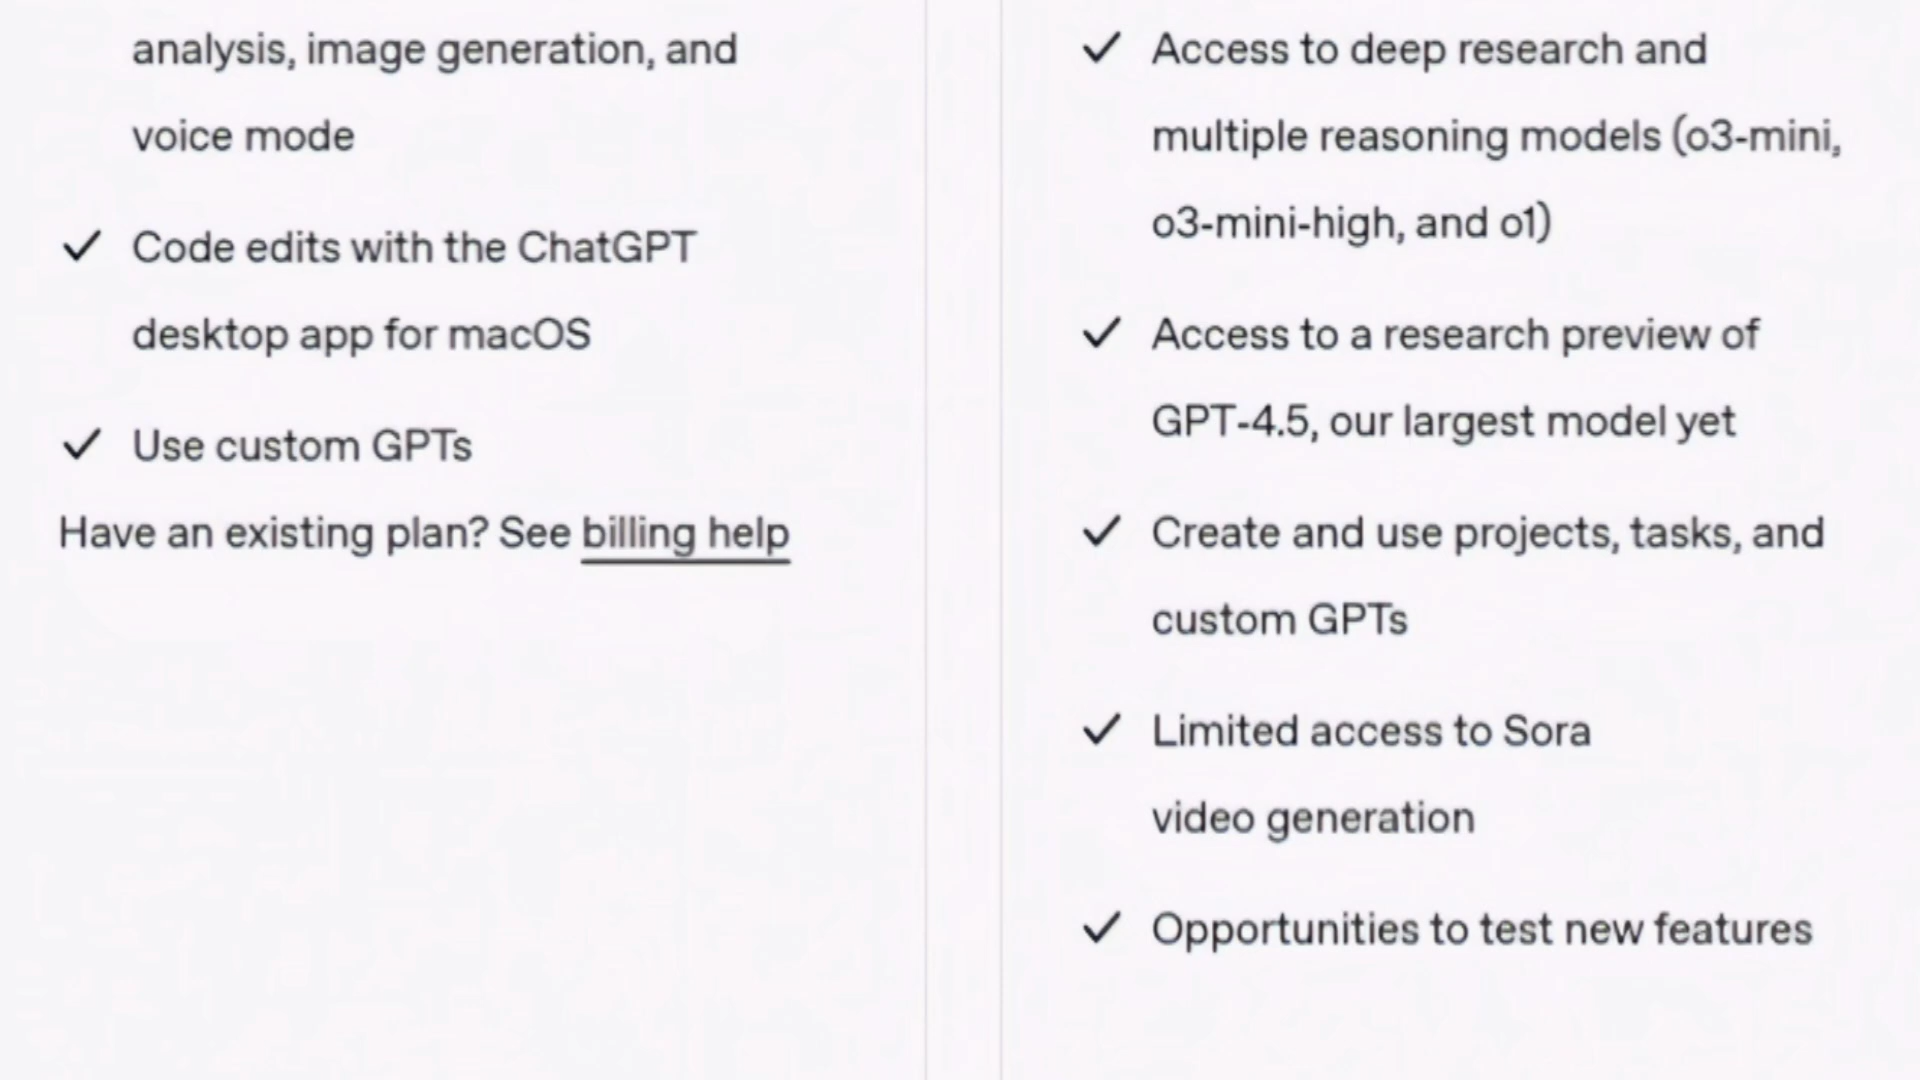 analysis, image generation, and
voice mode
✓ Code edits with the ChatGPT
desktop app for macOS
✓ Use custom GPTs
Have an existing plan? See billing help
✓ Access to deep research and
multiple reasoning models (o3-mini,
o3-mini-high, and o1)
✓ Access to a research preview of
GPT-4.5, our largest model yet
✓ Create and use projects, tasks, and
custom GPTs
✓ Limited access to Sora
video generation
✓ Opportunities to test new features